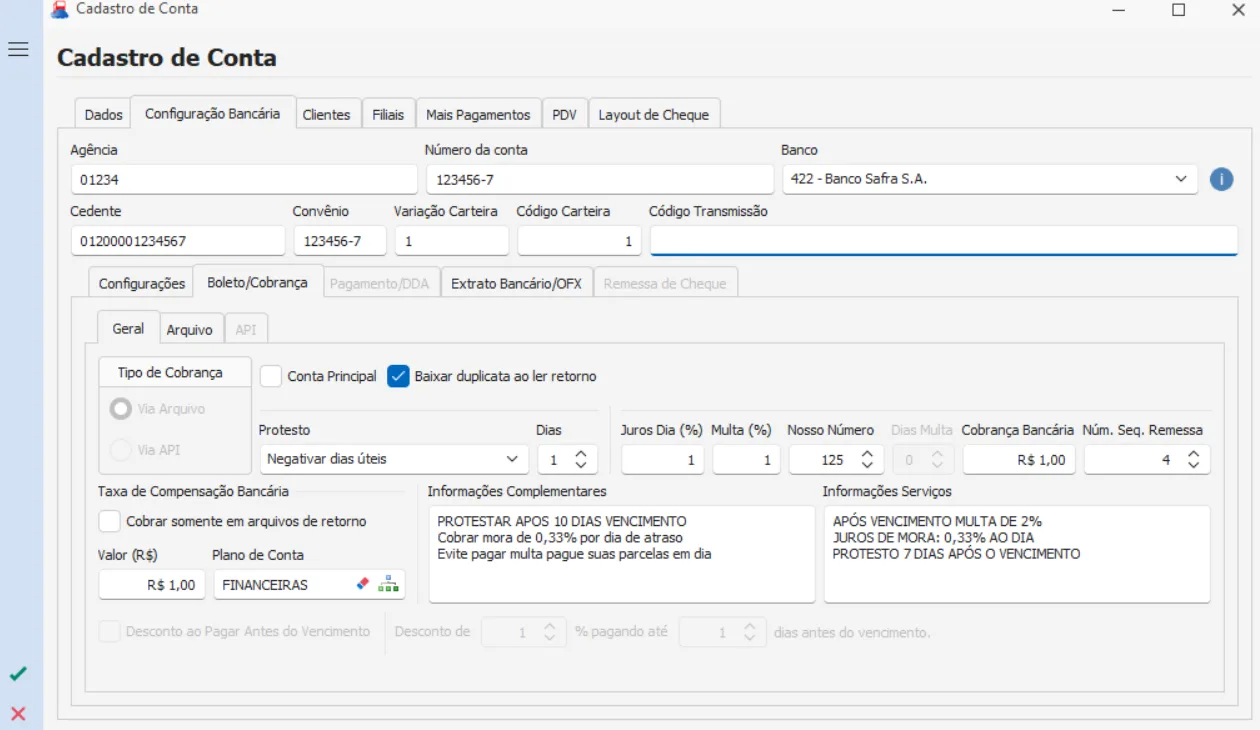 Cadastro de Conta
Cadastro de Conta
Dados Configuração Bancária Clientes Filiais Mais Pagamentos PDV Layout de Cheque
Agência Número da conta Banco
01234 123456-7 422 - Banco Safra S.A.
Cedente Convênio Variação Carteira Código Carteira Código Transmissão
01200001234567 123456-7 1 1
Configurações Boleto/Cobrança Pagamento/DDA Extrato Bancário/OFX Remessa de Cheque
Geral Arquivo API
Tipo de Cobrança
Conta Principal Baixar duplicata ao ler retorno
Via Arquivo
Via API
Protesto Dias Juros Dia (%) Multa (%) Nosso Número Dias Multa Cobrança Bancária Núm. Seq. Remessa
Negativar dias úteis 1 1 1 125 0 R$ 1,00 4
Taxa de Compensação Bancária Informações Complementares Informações Serviços
Cobrar somente em arquivos de retorno
PROTESTAR APOS 10 DIAS VENCIMENTO
Cobrar mora de 0,33% por dia de atraso
Evite pagar multa pague suas parcelas em dia
APÓS VENCIMENTO MULTA DE 2%
JUROS DE MORA: 0,33% AO DIA
PROTESTO 7 DIAS APÓS O VENCIMENTO
Valor (R$) Plano de Conta
R$ 1,00 FINANCEIRAS
Desconto ao Pagar Antes do Vencimento Desconto de 1 % pagando até 1 dias antes do vencimento.